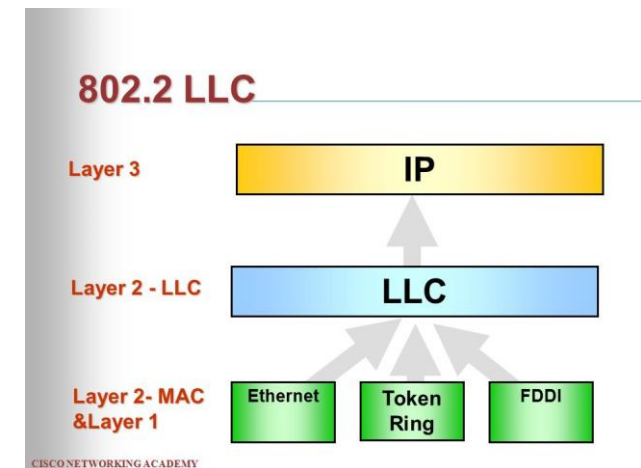 802.2 LLC
Layer 3
IP
Layer 2 - LLC
LLC
Layer 2- MAC
&Layer 1
Ethernet
Token
Ring
FDDI
CISCO NETWORKING ACADEMY